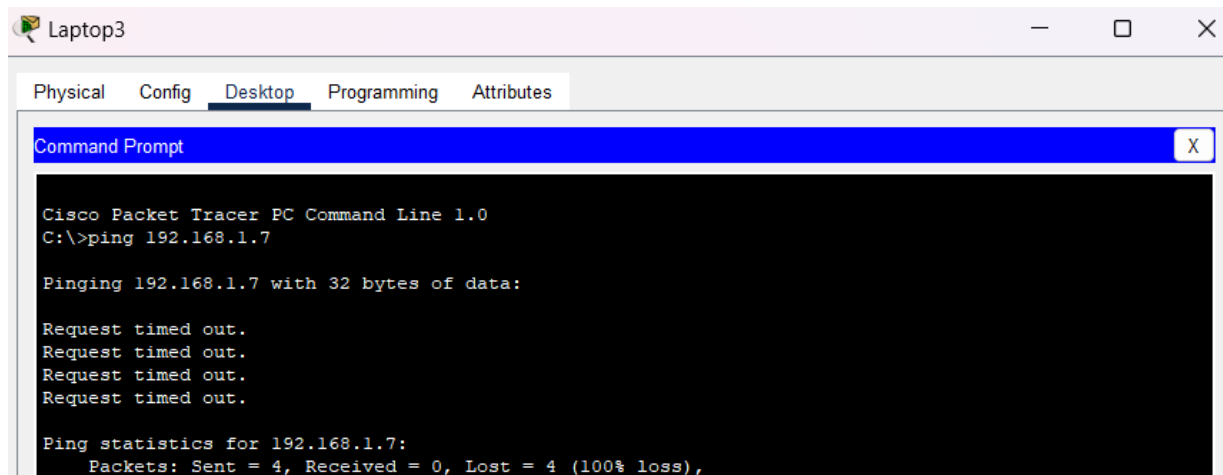 Laptop3
Physical Config Desktop Programming Attributes
Command Prompt X
Cisco Packet Tracer PC Command Line 1.0
C:\>ping 192.168.1.7
Pinging 192.168.1.7 with 32 bytes of data:
Request timed out.
Request timed out.
Request timed out.
Request timed out.
Ping statistics for 192.168.1.7:
Packets: Sent = 4, Received = 0, Lost = 4 (100% loss),